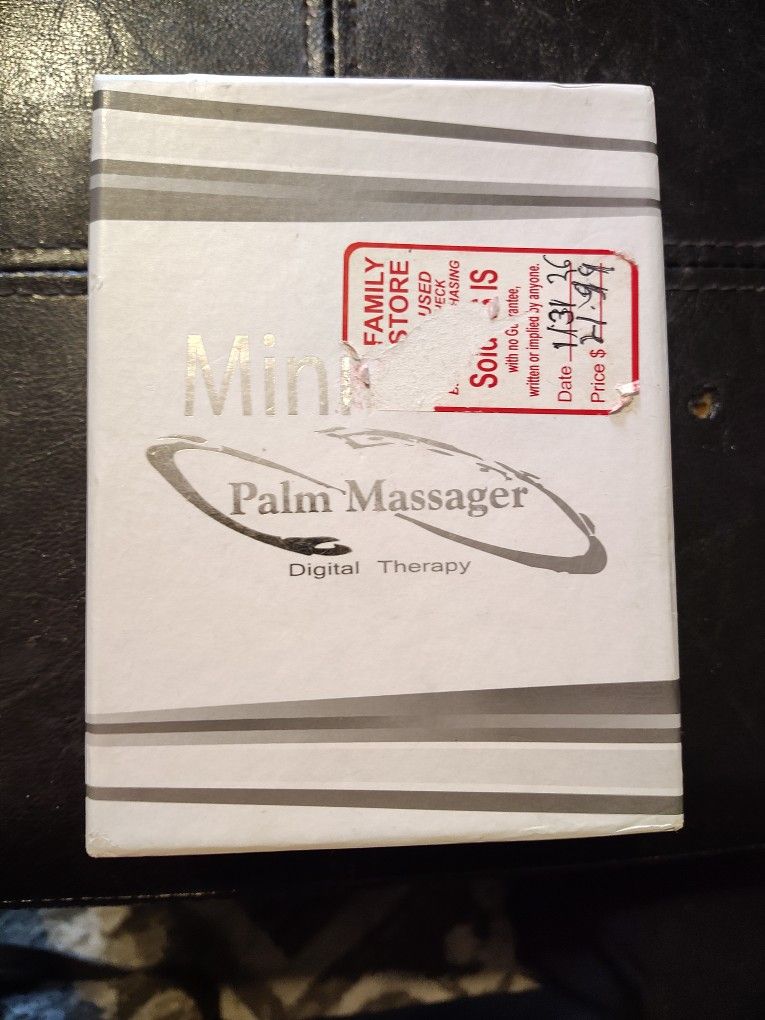 Mini
Palm Massager
Digital Therapy
FAMILY
STORE
USED
Sold AS IS
with no Guarantee,
written or implied by anyone.
Date 1/31 26
Price $ 21.99